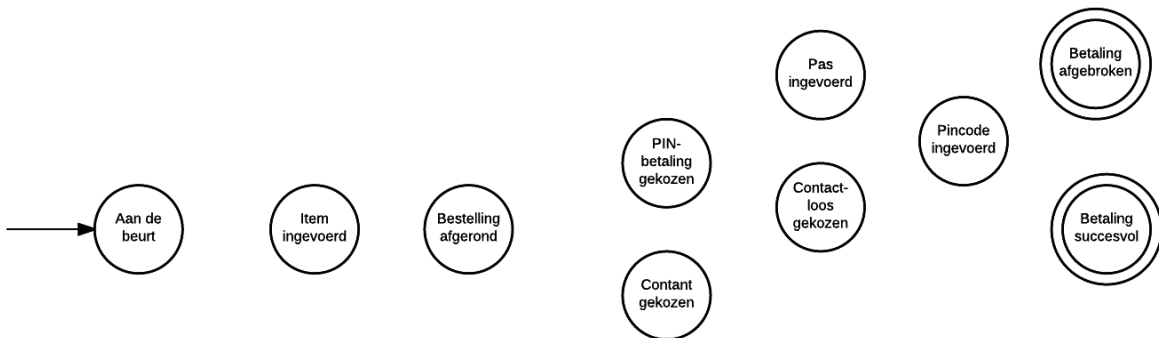 Aan de
beurt
Item
ingevoerd
Bestelling
afgerond
PIN-
betaling
gekozen
Contant
gekozen
Pas
ingevoerd
Contact-
loos
gekozen
Pincode
ingevoerd
Betaling
afgebroken
Betaling
succesvol